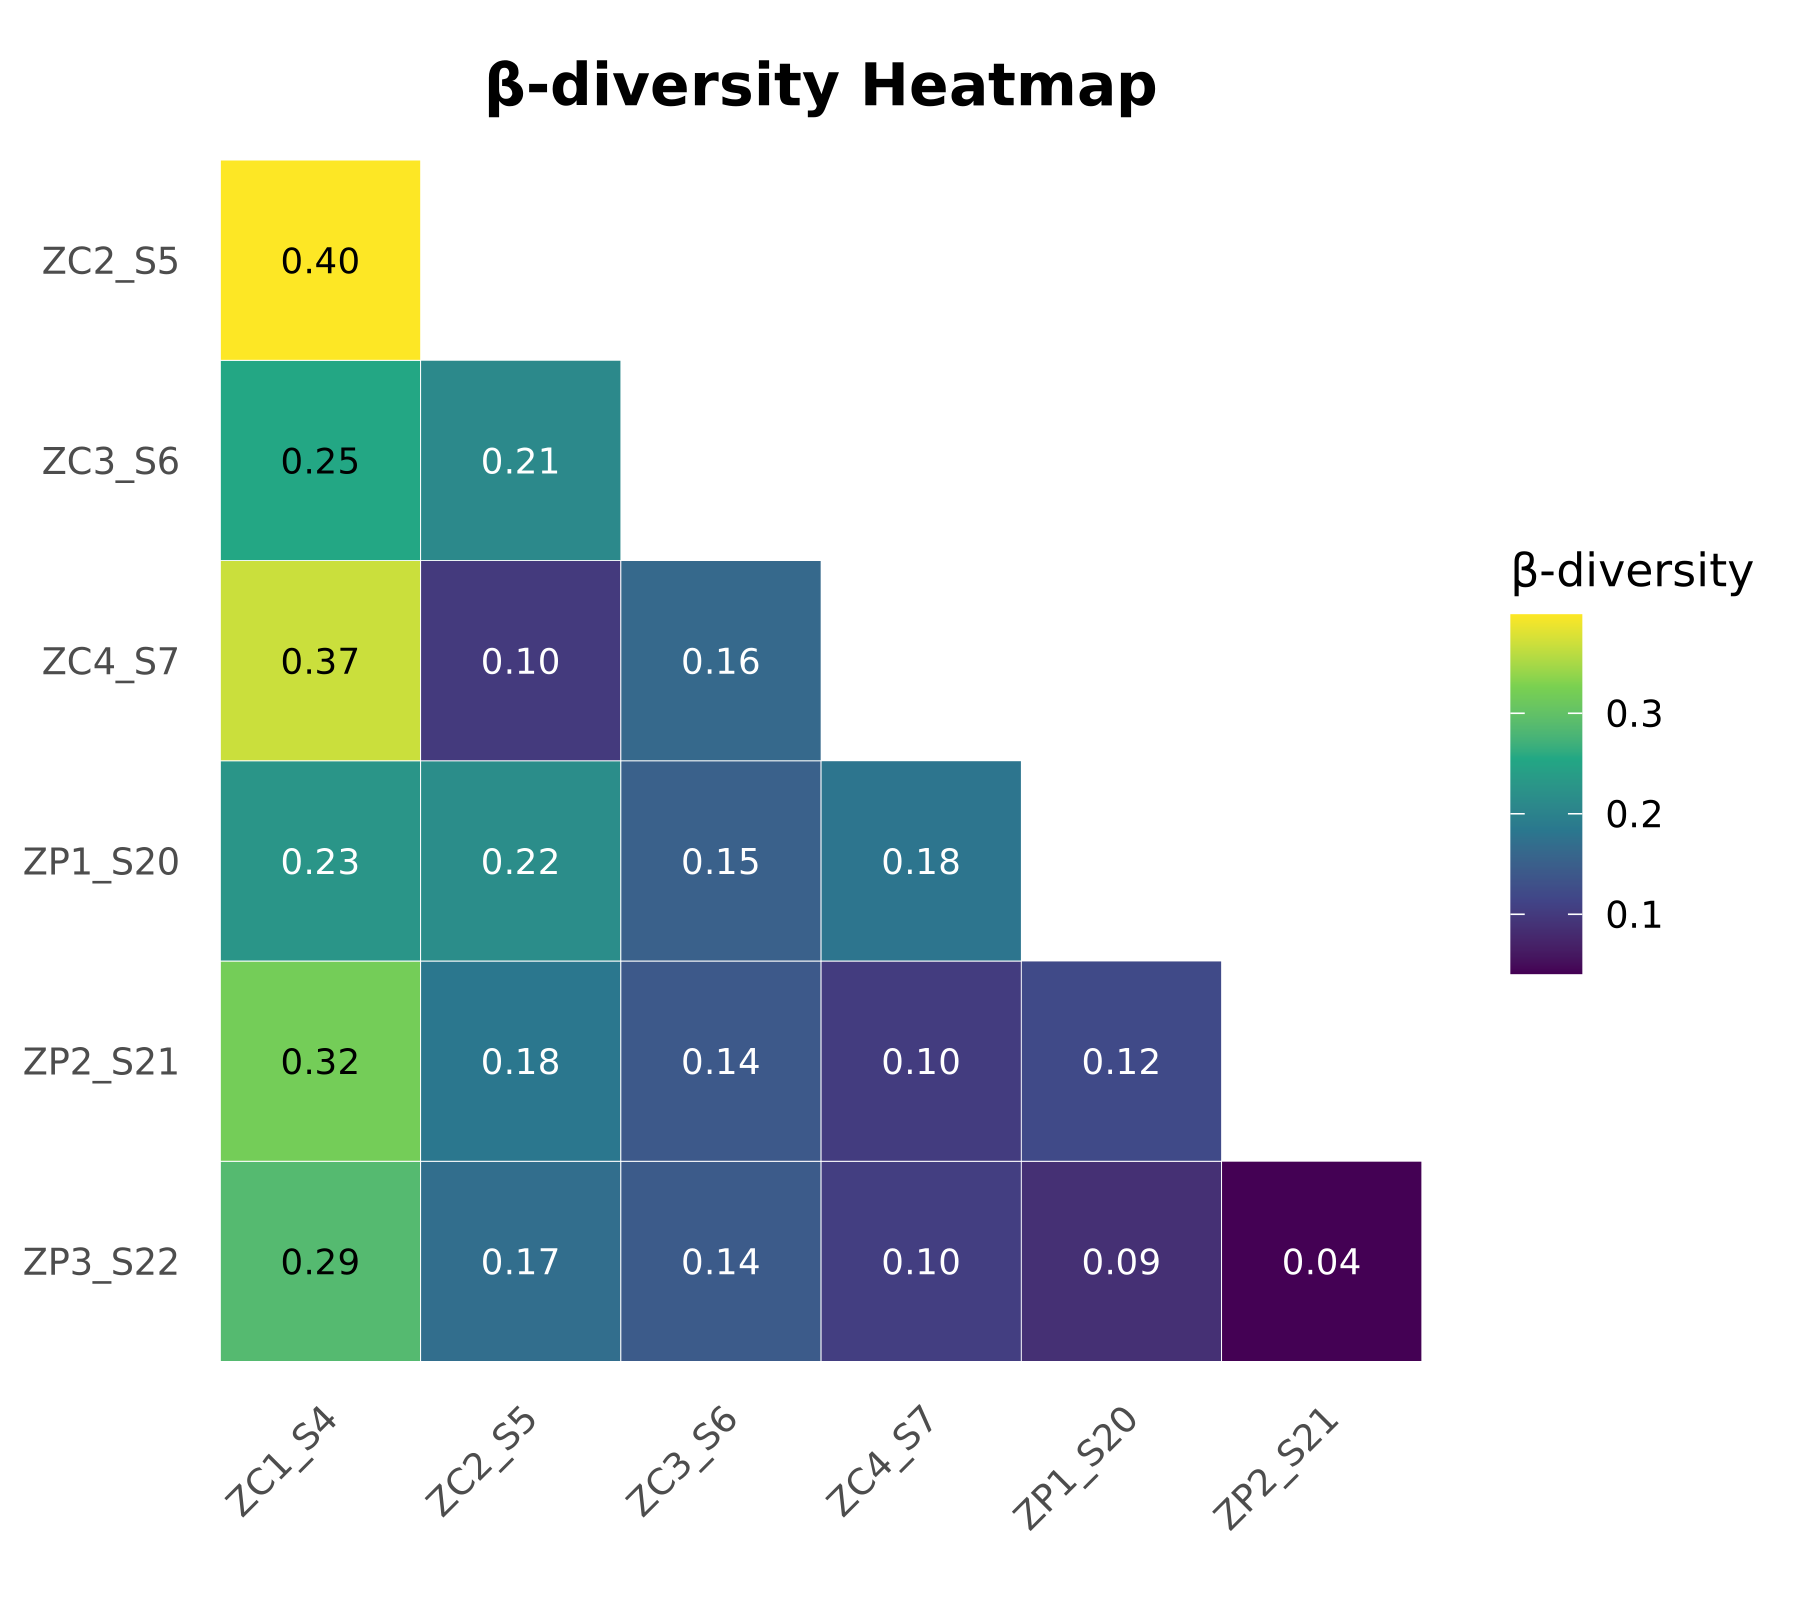 β-diversity Heatmap
ZC2_S5 0.40
ZC3_S6 0.25 0.21
ZC4_S7 0.37 0.10 0.16
ZP1_S20 0.23 0.22 0.15 0.18
ZP2_S21 0.32 0.18 0.14 0.10 0.12
ZP3_S22 0.29 0.17 0.14 0.10 0.09 0.04
ZC1_S4 ZC2_S5 ZC3_S6 ZC4_S7 ZP1_S20 ZP2_S21
β-diversity
0.3
0.2
0.1